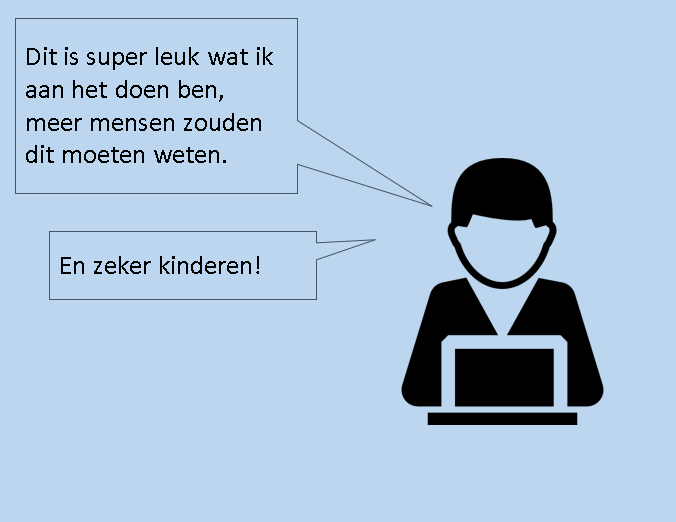 Dit is super leuk wat ik
aan het doen ben,
meer mensen zouden
dit moeten weten.
En zeker kinderen!